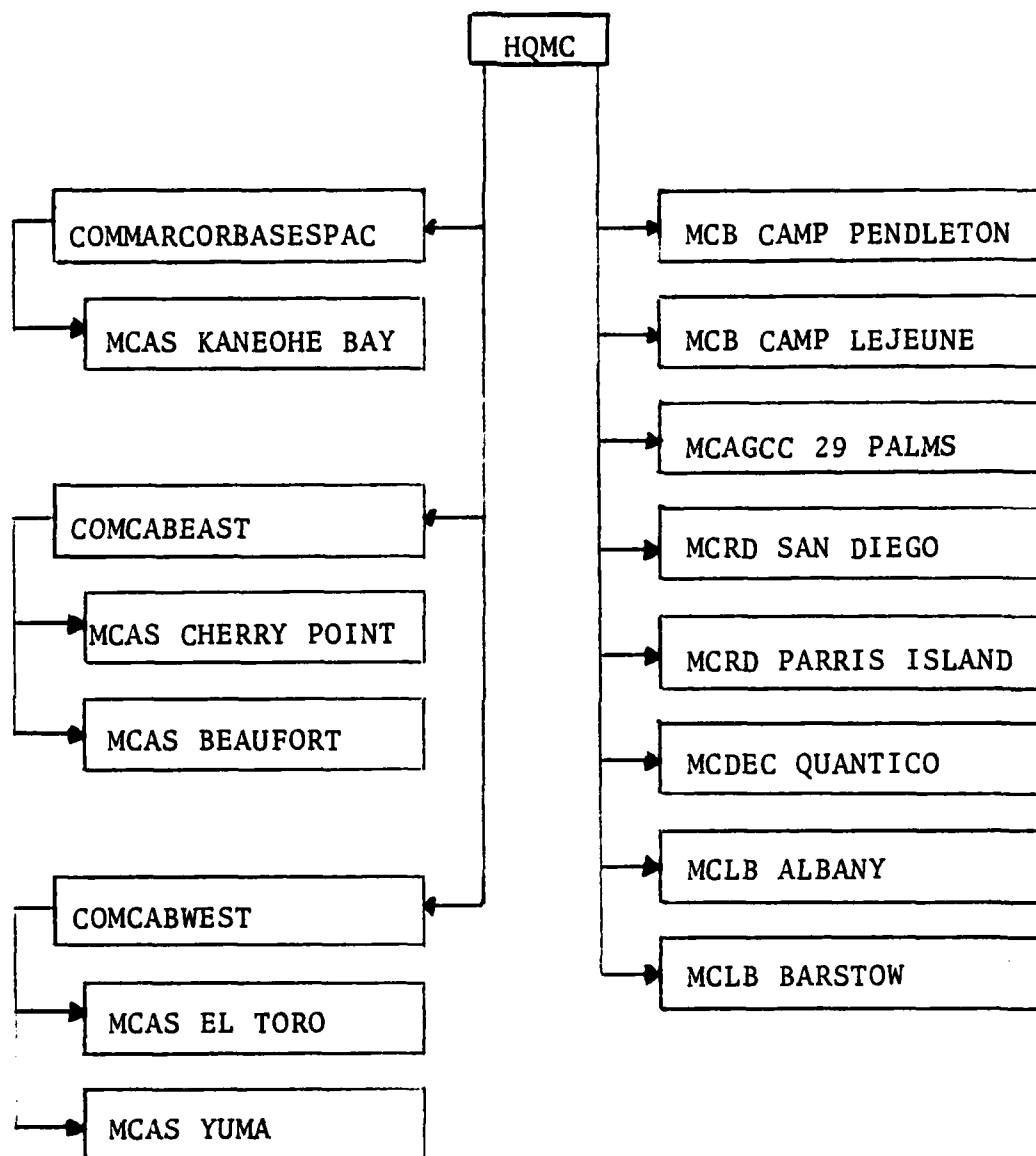 HQMC
COMMARCORBASESPAC
MCAS KANEOHE BAY
COMCABEAST
MCAS CHERRY POINT
MCAS BEAUFORT
COMCABWEST
MCAS EL TORO
MCAS YUMA
MCB CAMP PENDLETON
MCB CAMP LEJEUNE
MCAGCC 29 PALMS
MCRD SAN DIEGO
MCRD PARRIS ISLAND
MCDEC QUANTICO
MCLB ALBANY
MCLB BARSTOW